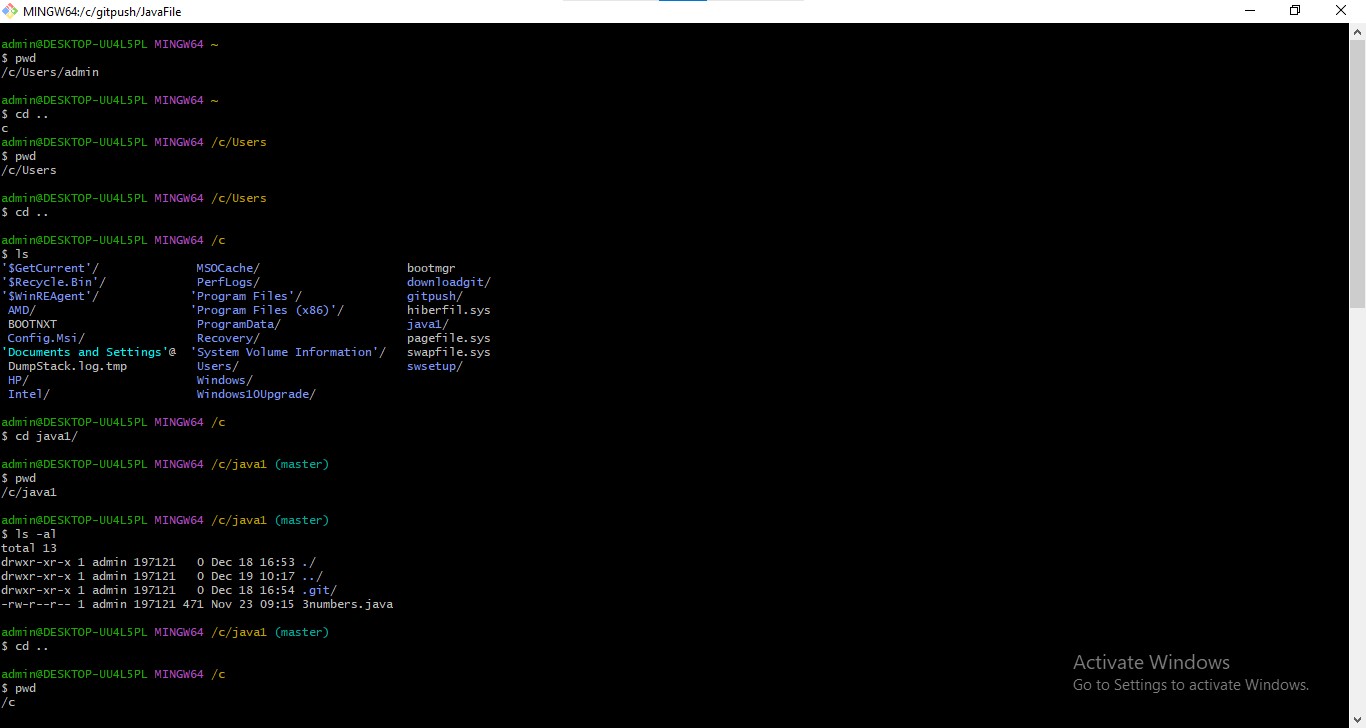 MINGW64:/c/gitpush/JavaFile
admin@DESKTOP-UU4L5PL MINGW64 ~
$ pwd
/c/Users/admin
admin@DESKTOP-UU4L5PL MINGW64 ~
$ cd ..
c
admin@DESKTOP-UU4L5PL MINGW64 /c/Users
$ pwd
/c/Users
admin@DESKTOP-UU4L5PL MINGW64 /c/Users
$ cd ..
admin@DESKTOP-UU4L5PL MINGW64 /c
$ ls
'$GetCurrent'/ MSOCache/ bootmgr
'$Recycle.Bin'/ PerfLogs/ downloadgit/
'$WinREAgent'/ 'Program Files'/ gitpush/
AMD/ 'Program Files (x86)'/ hiberfil.sys
BOOTNXT ProgramData/ java1/
Config.Msi/ Recovery/ pagefile.sys
'Documents and Settings'@ 'System Volume Information'/ swapfile.sys
DumpStack.log.tmp Users/ swsetup/
HP/ Windows/
Intel/ Windows10Upgrade/
admin@DESKTOP-UU4L5PL MINGW64 /c
$ cd java1/
admin@DESKTOP-UU4L5PL MINGW64 /c/java1 (master)
$ pwd
/c/java1
admin@DESKTOP-UU4L5PL MINGW64 /c/java1 (master)
$ ls -al
total 13
drwxr-xr-x 1 admin 197121 0 Dec 18 16:53 ./
drwxr-xr-x 1 admin 197121 0 Dec 19 10:17 ../
drwxr-xr-x 1 admin 197121 0 Dec 18 16:54 .git/
-rw-r--r-- 1 admin 197121 471 Nov 23 09:15 3numbers.java
admin@DESKTOP-UU4L5PL MINGW64 /c/java1 (master)
$ cd ..
admin@DESKTOP-UU4L5PL MINGW64 /c
$ pwd
/c
Activate Windows
Go to Settings to activate Windows.